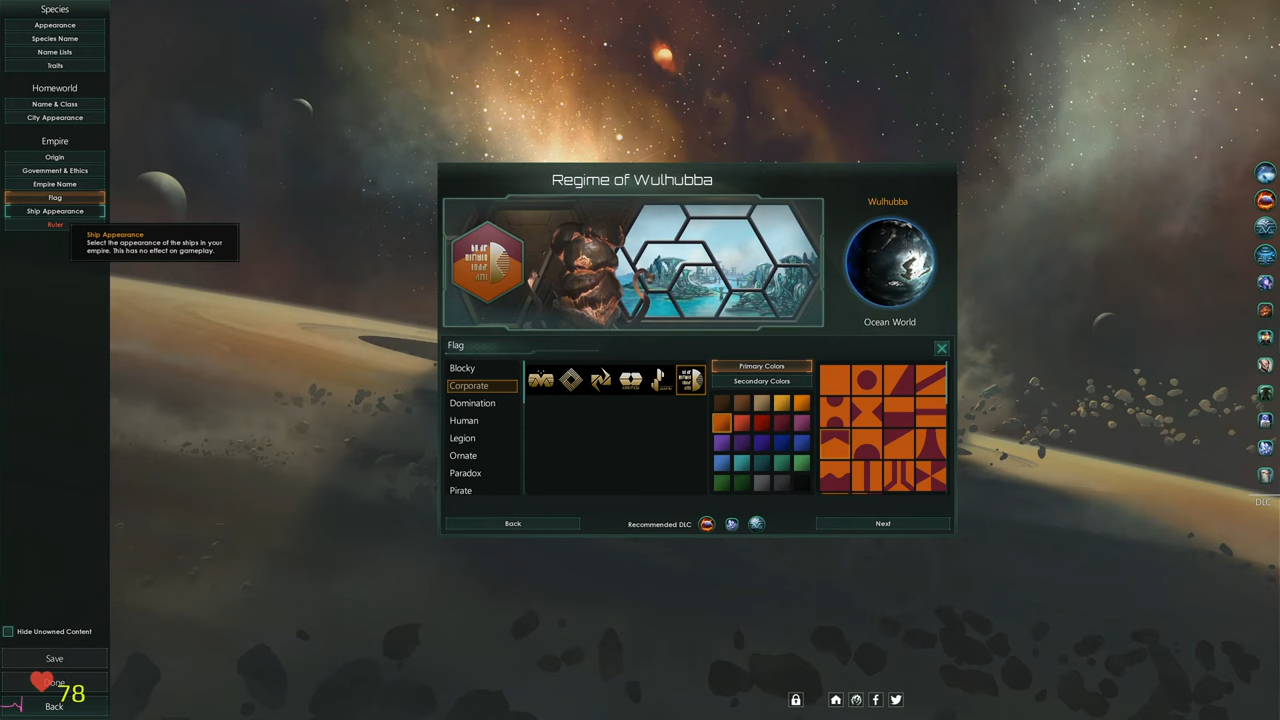 Species
Appearance
Species Name
Name Lists
Traits
Homeworld
Name & Class
City Appearance
Empire
Origin
Government & Ethics
Empire Name
Flag
Ship Appearance
Ruler
Ship Appearance
Select the appearance of the ships in your
empire. This has no effect on gameplay.
Hide Unowned Content
Save
Done
78
Back
Regime of Wulhubba
Wulhubba
Ocean World
Flag
Blocky
Corporate
Domination
Human
Legion
Ornate
Paradox
Pirate
Primary Colors
Secondary Colors
Back
Recommended DLC
Next
DLC